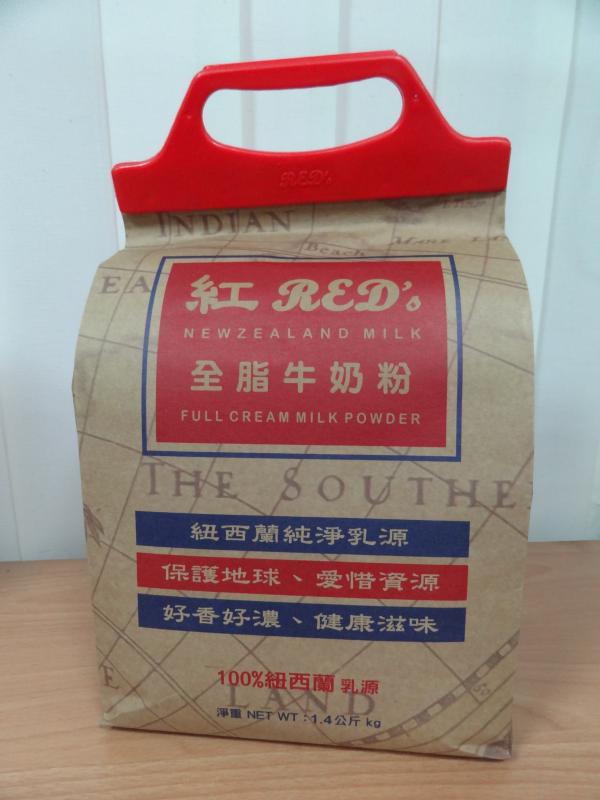 RED's
INDIAN
Beach
EA
紅 RED's
NEWZEALAND MILK
全脂牛奶粉
FULL CREAM MILK POWDER
THE SOUTHE
紐西蘭純淨乳源
保護地球、愛惜資源
好香好濃、健康滋味
E
LAND
100%紐西蘭 乳源
淨重 NET WT：1.4公斤 kg